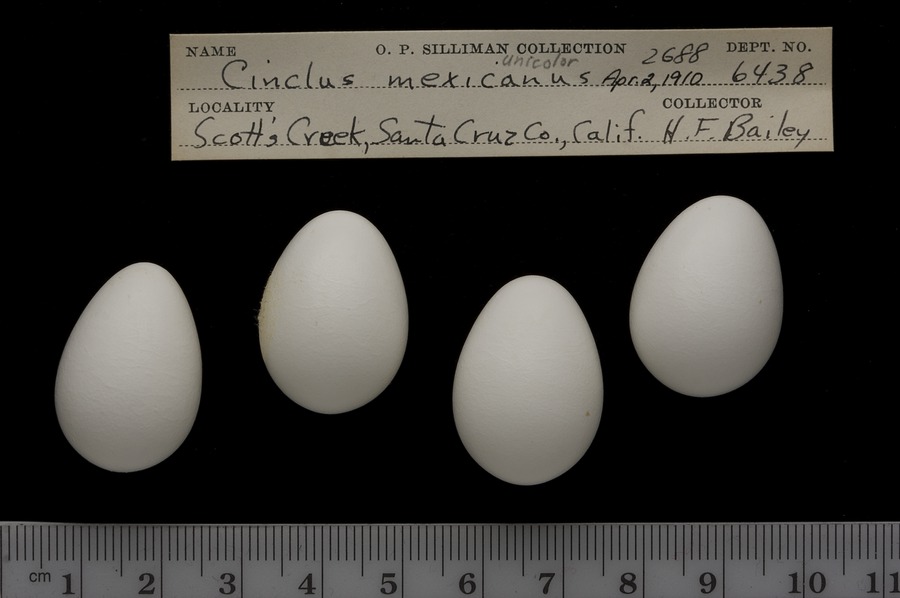 NAME O. P. SILLIMAN COLLECTION 2688 DEPT. NO.
unicolor
Cinclus mexicanus Apr. 2, 1910 6438
LOCALITY COLLECTOR
Scott's Creek, Santa Cruz Co., Calif. H. F. Bailey
cm 1 2 3 4 5 6 7 8 9 10 11